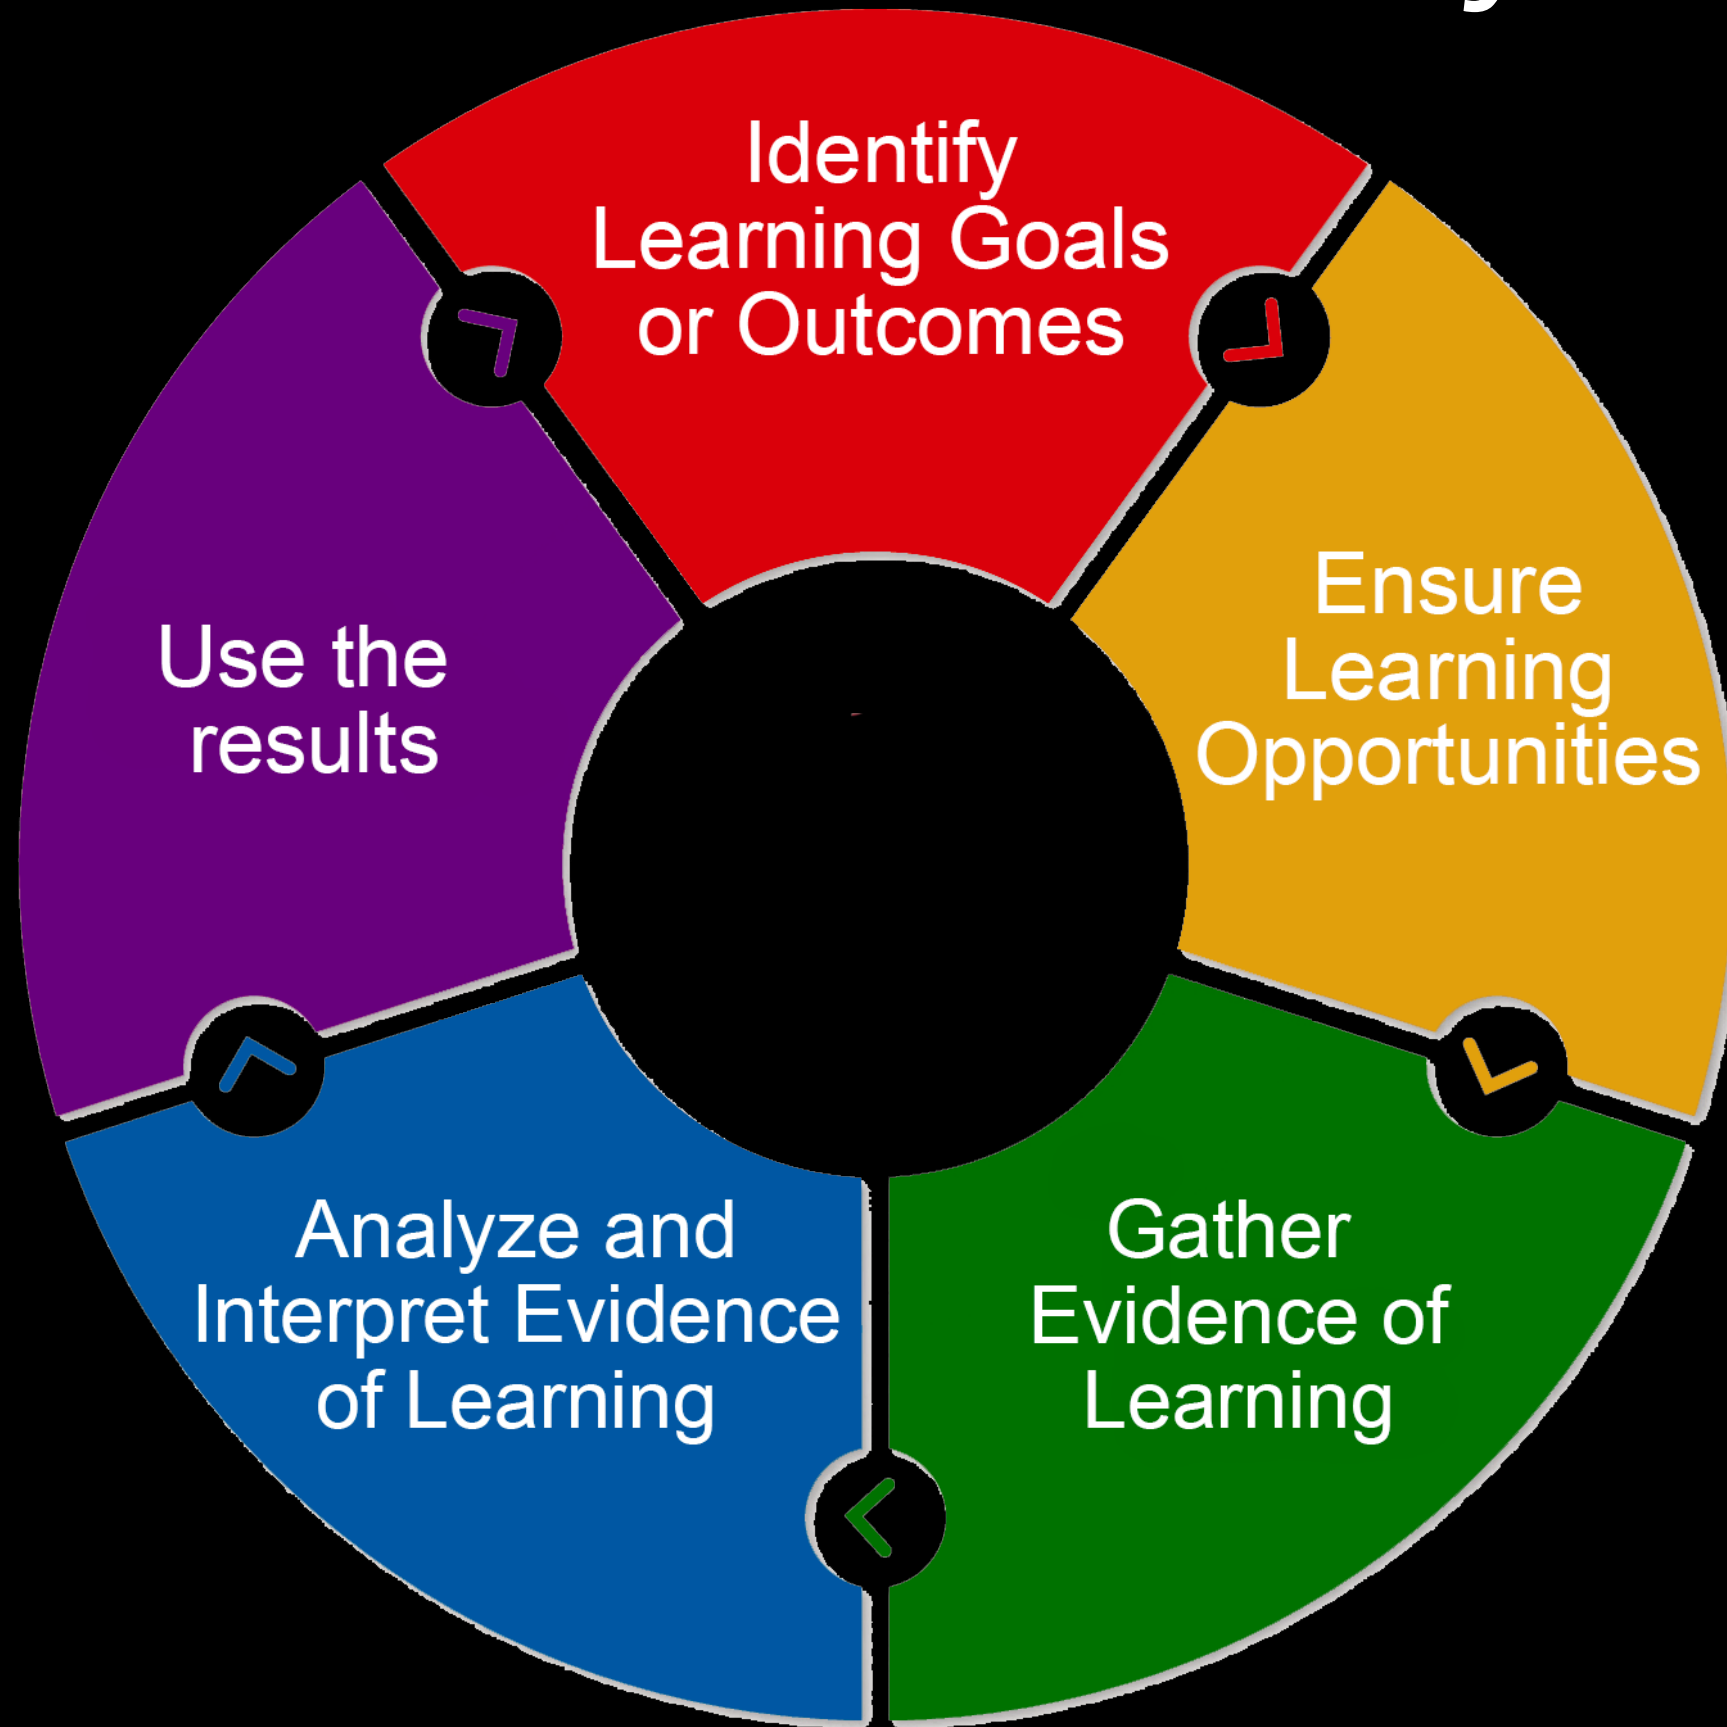 Identify
Learning Goals
or Outcomes
Ensure
Learning
Opportunities
Gather
Evidence of
Learning
Analyze and
Interpret Evidence
of Learning
Use the
results